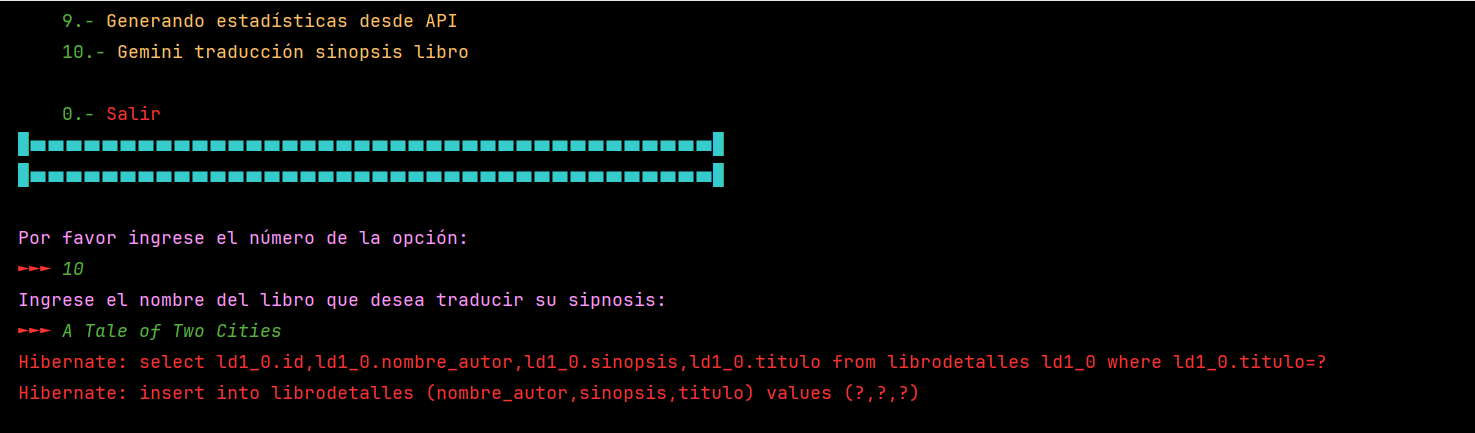 9.- Generando estadísticas desde API
10.- Gemini traducción sinopsis libro
0.- Salir
Por favor ingrese el número de la opción:
►►► 10
Ingrese el nombre del libro que desea traducir su sipnosis:
►►► A Tale of Two Cities
Hibernate: select ld1_0.id,ld1_0.nombre_autor,ld1_0.sinopsis,ld1_0.titulo from librodetalles ld1_0 where ld1_0.titulo=?
Hibernate: insert into librodetalles (nombre_autor,sinopsis,titulo) values (?,?,?)